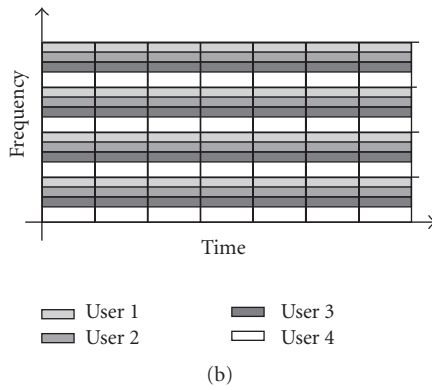 Frequency
Time
User 1
User 2
User 3
User 4
(b)